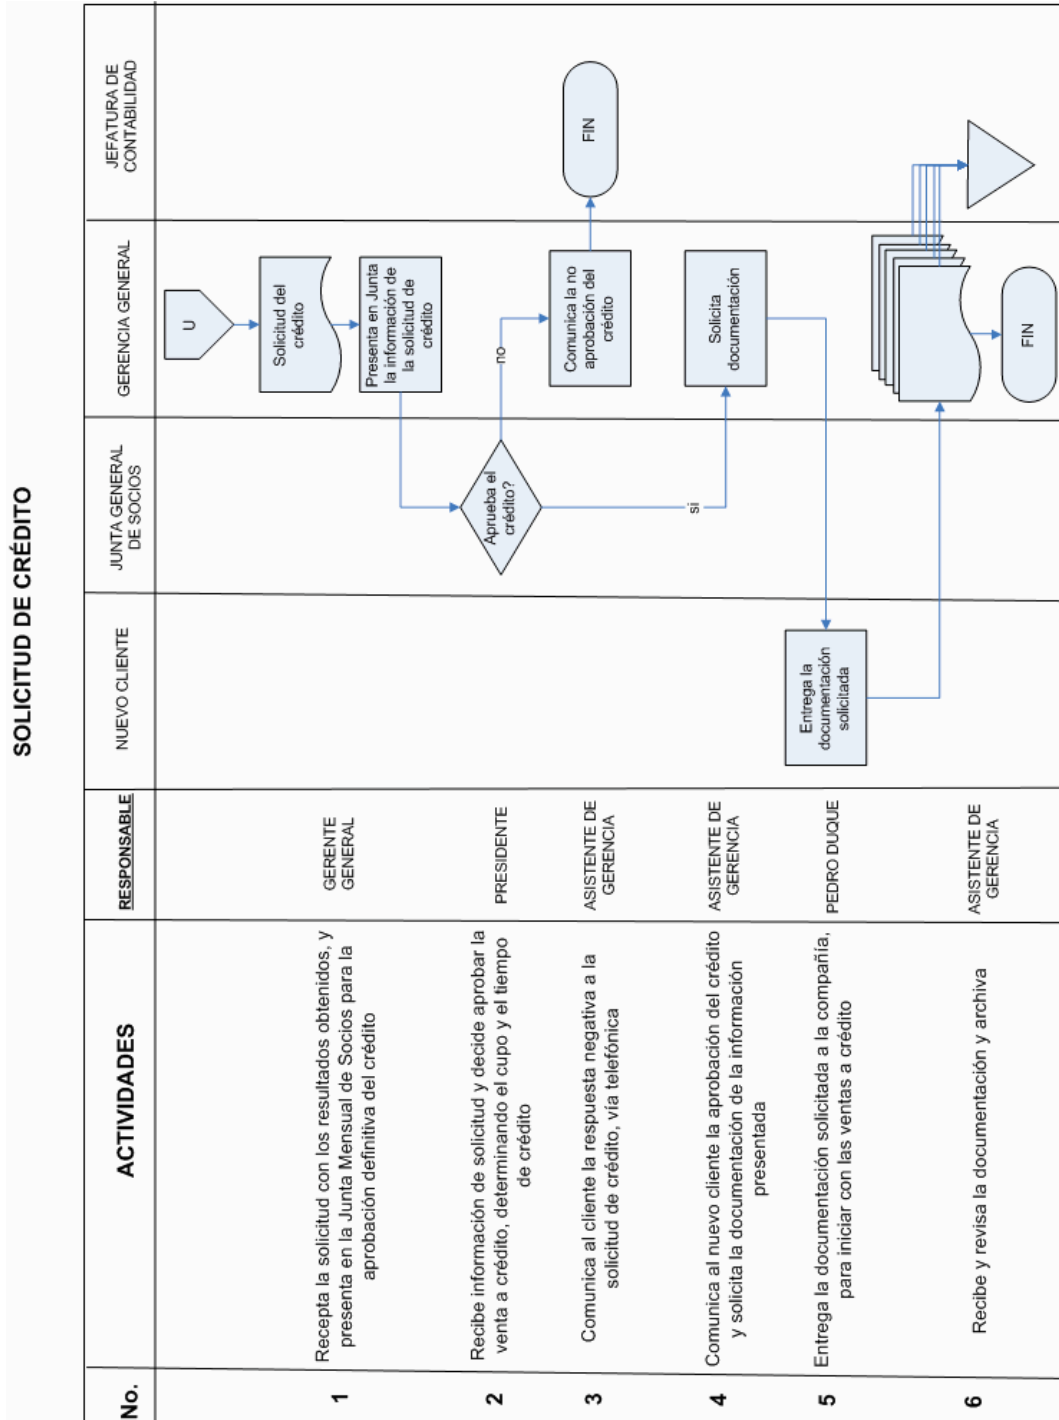 SOLICITUD DE CRÉDITO
No.
ACTIVIDADES
RESPONSABLE
NUEVO CLIENTE
JUNTA GENERAL
DE SOCIOS
GERENCIA GENERAL
JEFATURA DE
CONTABILIDAD
U
Solicitud del
crédito
1
Recepta la solicitud con los resultados obtenidos, y
presenta en la Junta Mensual de Socios para la
aprobación definitiva del crédito
GERENTE
GENERAL
Presenta en Junta
la información de
la solicitud de
crédito
2
Recibe información de solicitud y decide aprobar la
venta a crédito, determinando el cupo y el tiempo
de crédito
PRESIDENTE
Aprueba el
crédito?
no
si
3
Comunica al cliente la respuesta negativa a la
solicitud de crédito, vía telefónica
ASISTENTE DE
GERENCIA
Comunica la no
aprobación del
crédito
FIN
4
Comunica al nuevo cliente la aprobación del crédito
y solicita la documentación de la información
presentada
ASISTENTE DE
GERENCIA
Solicita
documentación
5
Entrega la documentación solicitada a la compañía,
para iniciar con las ventas a crédito
PEDRO DUQUE
Entrega la
documentación
solicitada
6
Recibe y revisa la documentación y archiva
ASISTENTE DE
GERENCIA
FIN